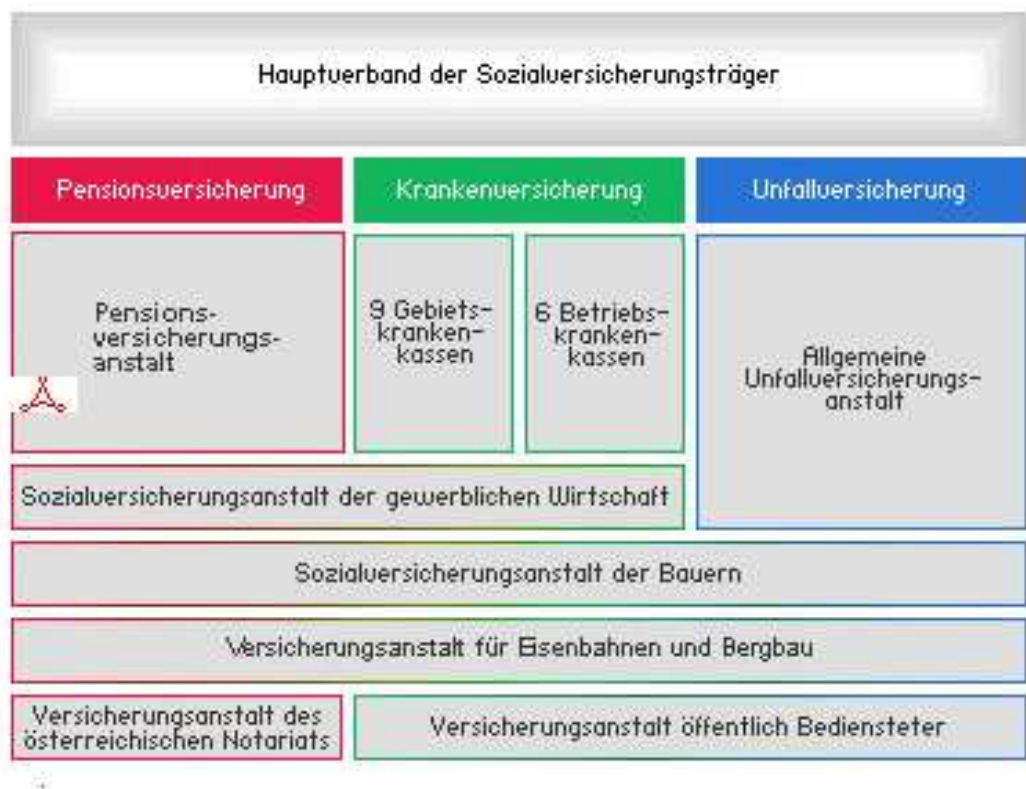 Hauptverband der Sozialversicherungsträger
Pensionsversicherung
Krankenversicherung
Unfallversicherung
Pensions-
versicherungs-
anstalt
9 Gebiets-
kranken-
kassen
6 Betriebs-
kranken-
kassen
Allgemeine
Unfallversicherungs-
anstalt
Sozialversicherungsanstalt der gewerblichen Wirtschaft
Sozialversicherungsanstalt der Bauern
Versicherungsanstalt für Eisenbahnen und Bergbau
Versicherungsanstalt des
österreichischen Notariats
Versicherungsanstalt öffentlich Bediensteter